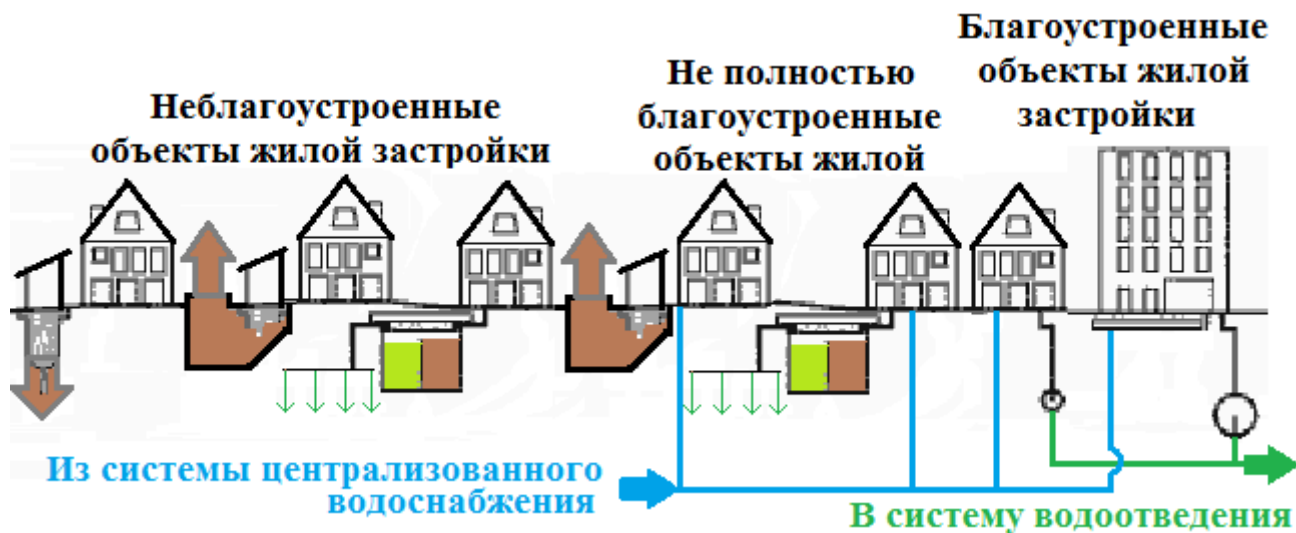 Неблагоустроенные
объекты жилой застройки
Не полностью
благоустроенные
объекты жилой
Благоустроенные
объекты жилой
застройки
Из системы централизованного
водоснабжения
В систему водоотведения